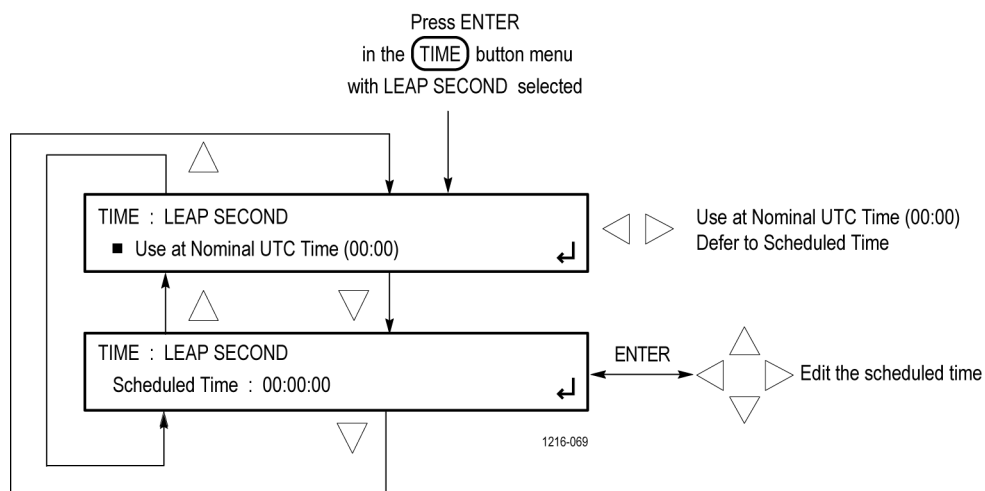 Press ENTER
in the TIME button menu
with LEAP SECOND selected
TIME : LEAP SECOND
■ Use at Nominal UTC Time (00:00)
Use at Nominal UTC Time (00:00)
Defer to Scheduled Time
TIME : LEAP SECOND
Scheduled Time : 00:00:00
ENTER
Edit the scheduled time
1216-069